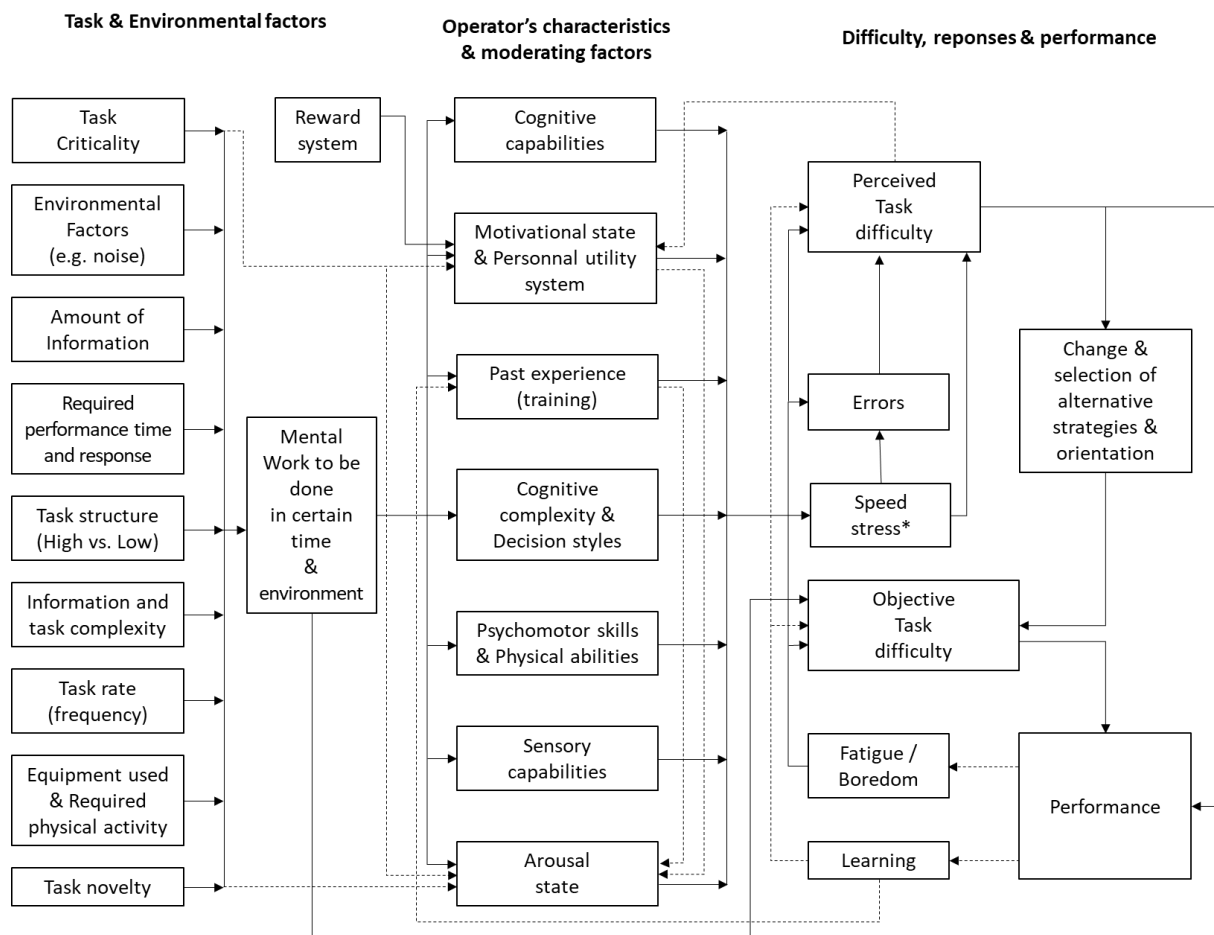 Task & Environmental factors
Operator’s characteristics
& moderating factors
Difficulty, reponses & performance
Task
Criticality
Environmental
Factors
(e.g. noise)
Amount of
Information
Required
performance time
and response
Task structure
(High vs. Low)
Information and
task complexity
Task rate
(frequency)
Equipment used
& Required
physical activity
Task novelty
Reward
system
Mental
Work to be
done
in certain
time
&
environment
Cognitive
capabilities
Motivational state
& Personnal utility
system
Past experience
(training)
Cognitive
complexity &
Decision styles
Psychomotor skills
& Physical abilities
Sensory
capabilities
Arousal
state
Perceived
Task
difficulty
Errors
Speed
stress*
Objective
Task
difficulty
Fatigue /
Boredom
Learning
Change &
selection of
alternative
strategies &
orientation
Performance